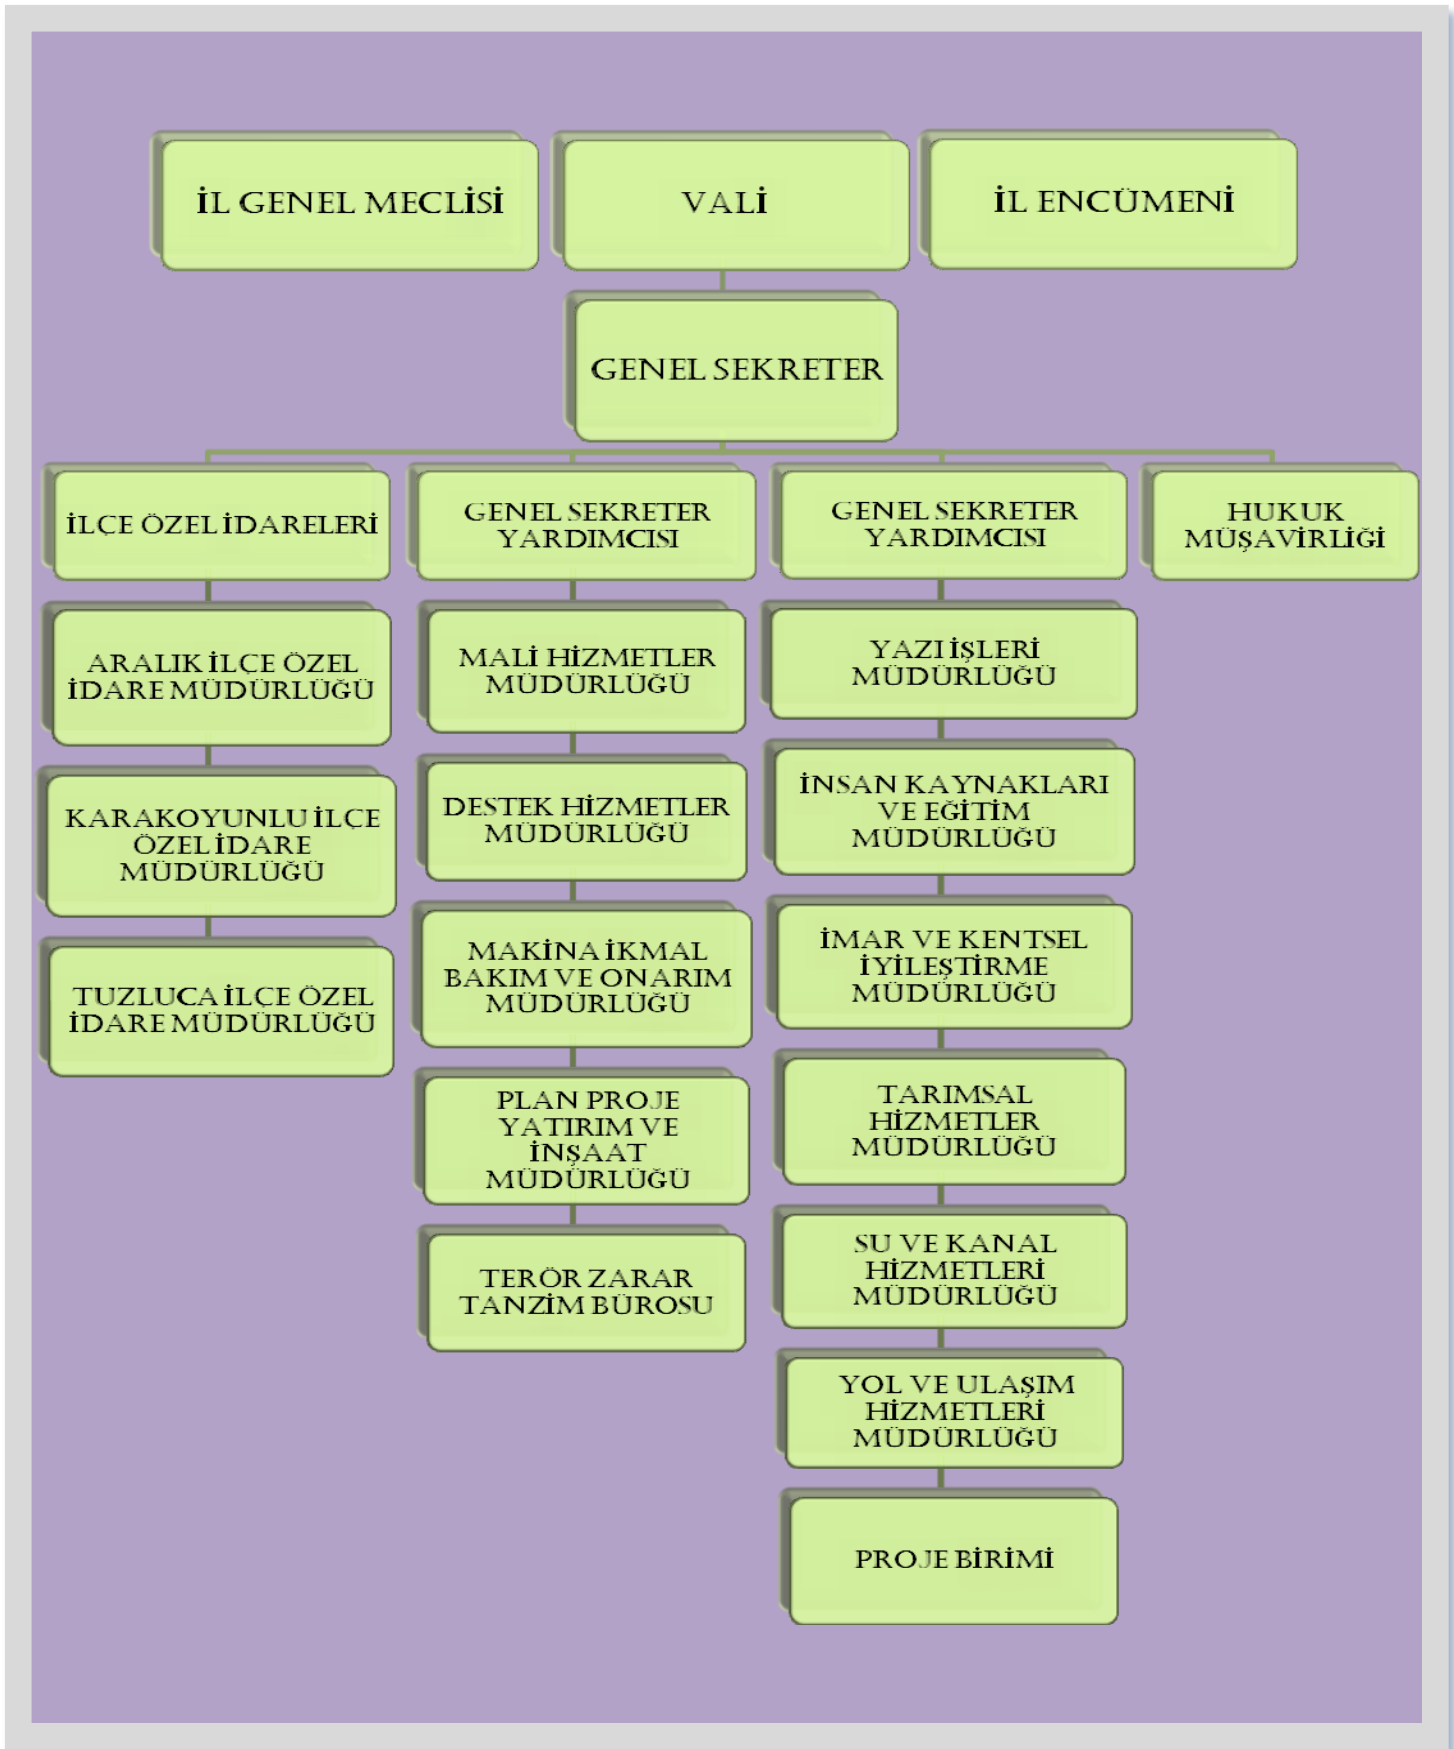 İL GENEL MECLİSİ
VALİ
İL ENCÜMENİ
GENEL SEKRETER
İLÇE ÖZEL İDARELERİ
GENEL SEKRETER
YARDIMCISI
GENEL SEKRETER
YARDIMCISI
HUKUK
MÜŞAVİRLİĞİ
ARALIK İLÇE ÖZEL
İDARE MÜDÜRLÜĞÜ
KARAKOYUNLU İLÇE
ÖZEL İDARE
MÜDÜRLÜĞÜ
TUZLUCA İLÇE ÖZEL
İDARE MÜDÜRLÜĞÜ
MALİ HİZMETLER
MÜDÜRLÜĞÜ
DESTEK HİZMETLER
MÜDÜRLÜĞÜ
MAKİNA İKMAL
BAKIM VE ONARIM
MÜDÜRLÜĞÜ
PLAN PROJE
YATIRIM VE
İNŞAAT
MÜDÜRLÜĞÜ
TERÖR ZARAR
TANZİM BÜROSU
YAZI İŞLERİ
MÜDÜRLÜĞÜ
İNSAN KAYNAKLARI
VE EĞİTİM
MÜDÜRLÜĞÜ
İMAR VE KENTSEL
İYİLEŞTİRME
MÜDÜRLÜĞÜ
TARIMSAL
HİZMETLER
MÜDÜRLÜĞÜ
SU VE KANAL
HİZMETLERİ
MÜDÜRLÜĞÜ
YOL VE ULAŞIM
HİZMETLERİ
MÜDÜRLÜĞÜ
PROJE BİRİMİ